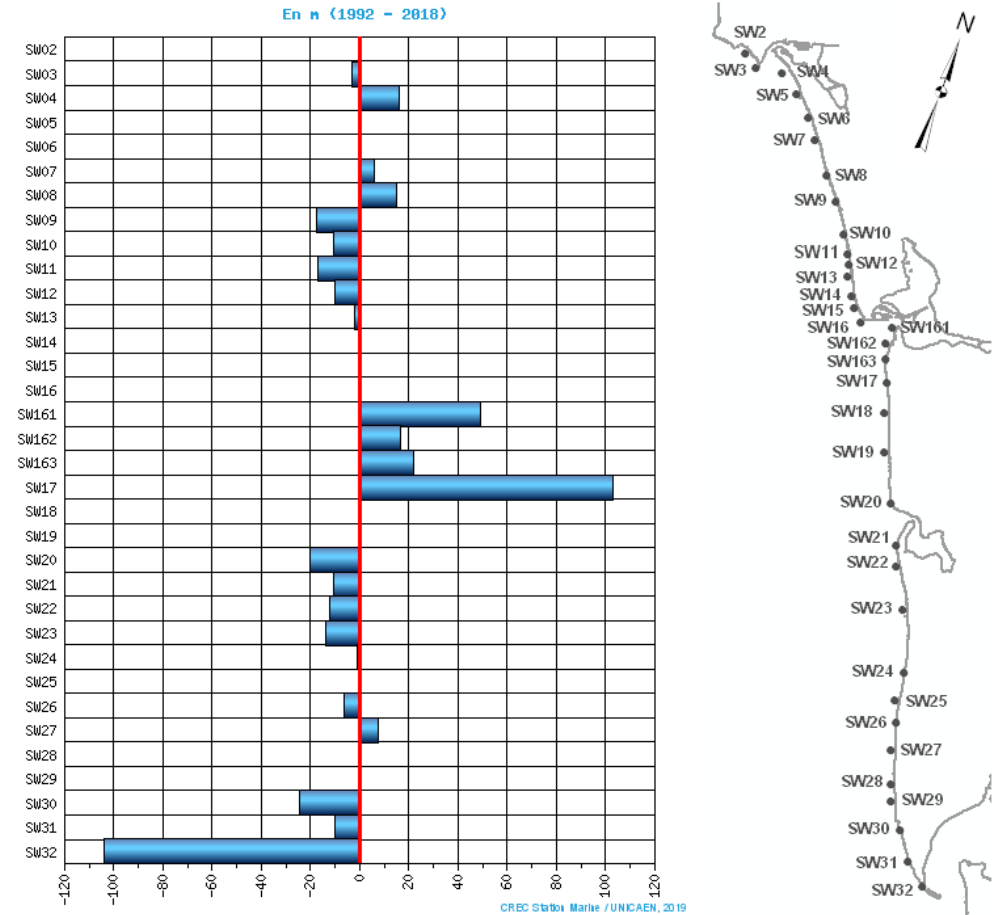 En m (1992 - 2018)
SW02
SW03
SW04
SW05
SW06
SW07
SW08
SW09
SW10
SW11
SW12
SW13
SW14
SW15
SW16
SW161
SW162
SW163
SW17
SW18
SW19
SW20
SW21
SW22
SW23
SW24
SW25
SW26
SW27
SW28
SW29
SW30
SW31
SW32
-120 -100 -80 -60 -40 -20 0 20 40 60 80 100 120
CREC Station Marine / UNICAEN, 2019
N
SW2
SW3
SW4
SW5
SW6
SW7
SW8
SW9
SW10
SW11
SW12
SW13
SW14
SW15
SW16
SW161
SW162
SW163
SW17
SW18
SW19
SW20
SW21
SW22
SW23
SW24
SW25
SW26
SW27
SW28
SW29
SW30
SW31
SW32